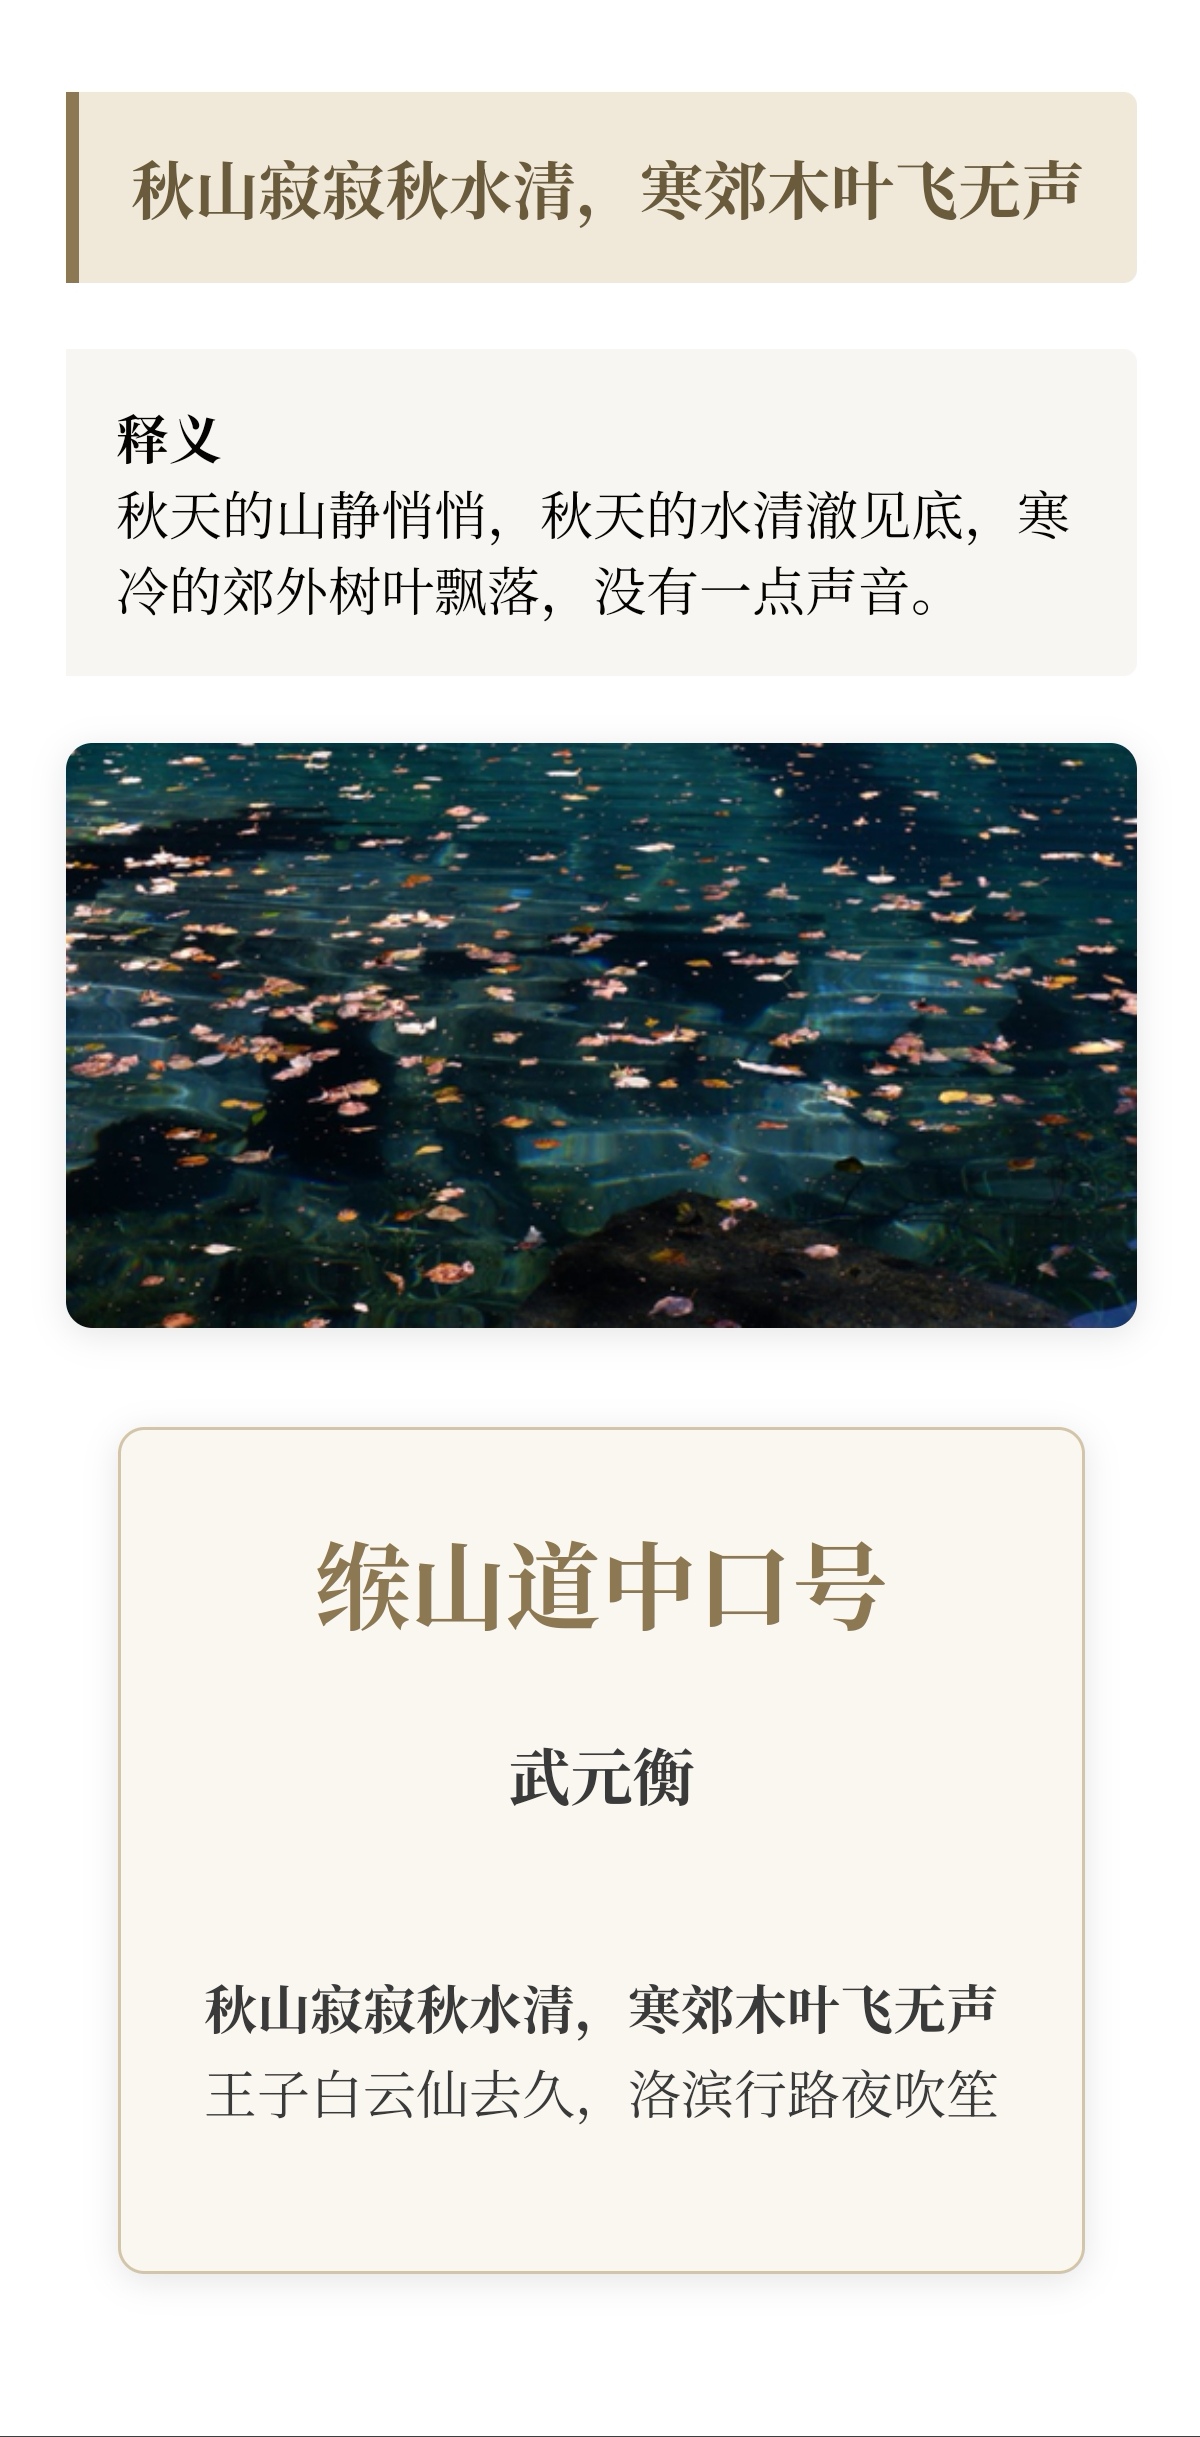 秋山寂寂秋水清，寒郊木叶飞无声
释义
秋天的山静悄悄，秋天的水清澈见底，寒
冷的郊外树叶飘落，没有一点声音。
缑山道中口号
武元衡
秋山寂寂秋水清，寒郊木叶飞无声
王子白云仙去久，洛滨行路夜吹笙